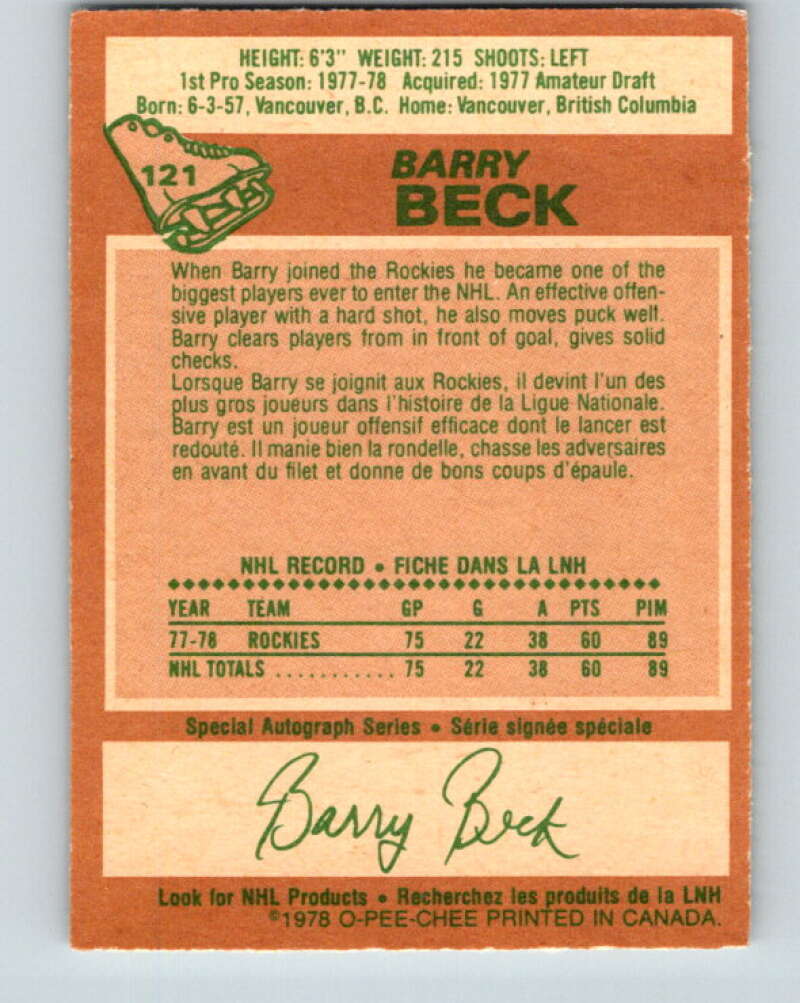 HEIGHT: 6'3" WEIGHT: 215 SHOOTS: LEFT
1st Pro Season: 1977-78 Acquired: 1977 Amateur Draft
Born: 6-3-57, Vancouver, B.C. Home: Vancouver, British Columbia
121
BARRY
BECK
When Barry joined the Rockies he became one of the
biggest players ever to enter the NHL. An effective offen-
sive player with a hard shot, he also moves puck well.
Barry clears players from in front of goal, gives solid
checks.
Lorsque Barry se joignit aux Rockies, il devint l'un des
plus gros joueurs dans l'histoire de la Ligue Nationale.
Barry est un joueur offensif efficace dont le lancer est
redouté. Il manie bien la rondelle, chasse les adversaires
en avant du filet et donne de bons coups d'épaule.
NHL RECORD • FICHE DANS LA LNH
YEAR TEAM GP G A PTS PIM
77-78 ROCKIES 75 22 38 60 89
NHL TOTALS ........... 75 22 38 60 89
Special Autograph Series • Série signée spéciale
Barry Beck
Look for NHL Products • Recherchez les produits de la LNH
©1978 O-PEE-CHEE PRINTED IN CANADA.